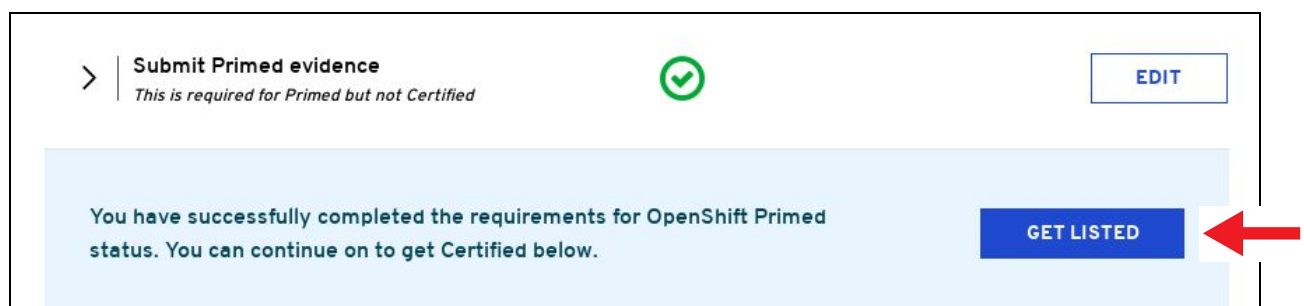 Submit Primed evidence
This is required for Primed but not Certified
EDIT
You have successfully completed the requirements for OpenShift Primed
status. You can continue on to get Certified below.
GET LISTED